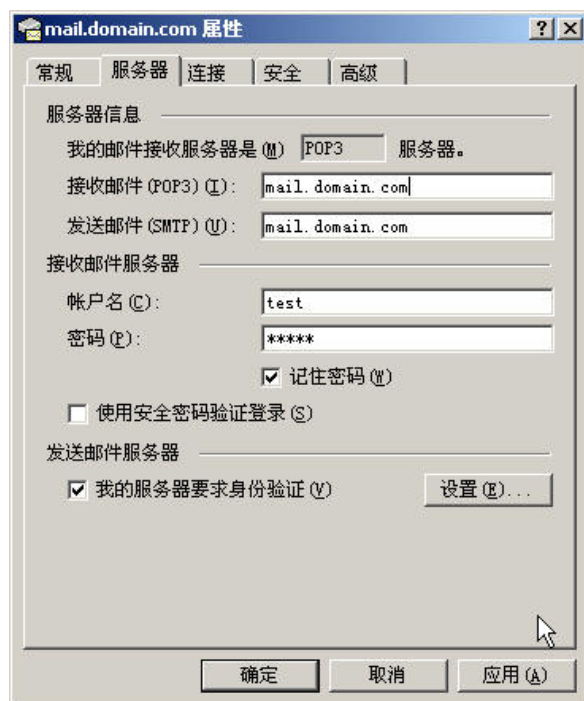 mail.domain.com 属性
常规 服务器 连接 安全 高级
服务器信息
我的邮件接收服务器是(M) POP3 服务器。
接收邮件(POP3)(I): mail.domain.com
发送邮件(SMTP)(U): mail.domain.com
接收邮件服务器
帐户名(C): test
密码(P): *****
记住密码(W)
使用安全密码验证登录(S)
发送邮件服务器
我的服务器要求身份验证(V) 设置(E)...
确定 取消 应用(A)